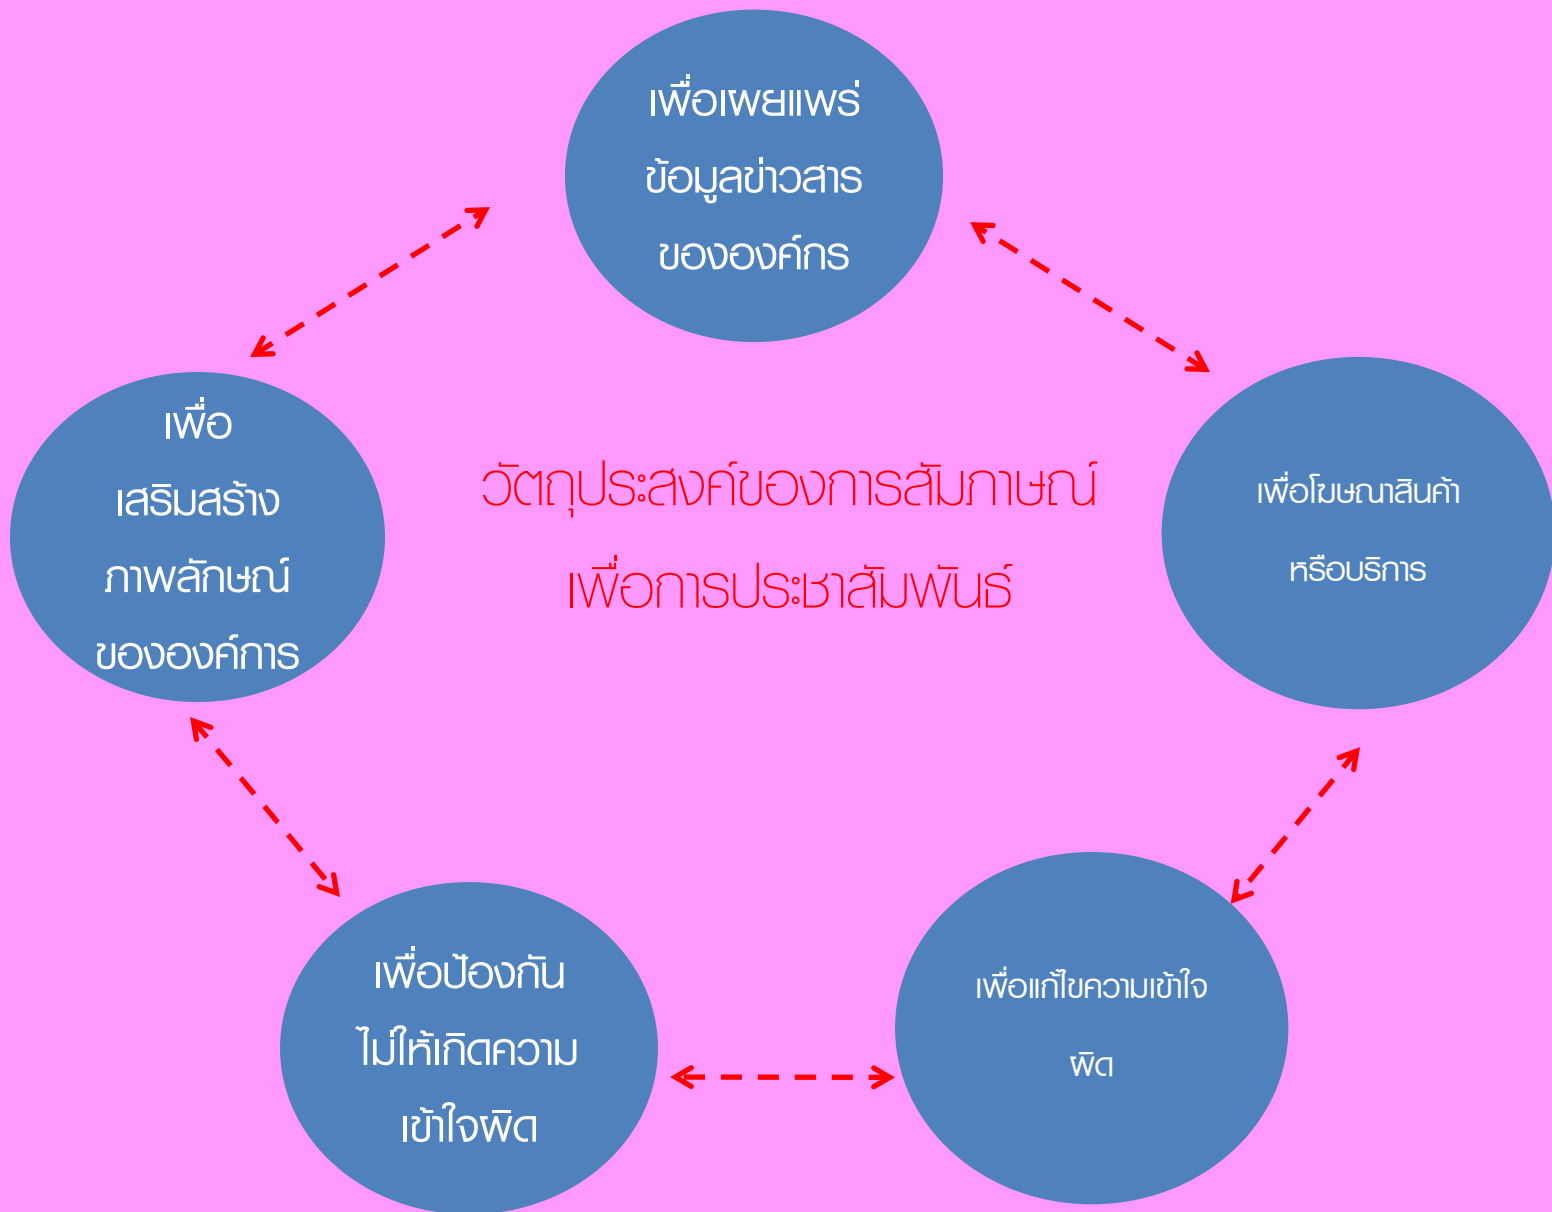 เพื่อเผยแพร่
ข้อมูลข่าวสาร
ขององค์กร
เพื่อ
เสริมสร้าง
ภาพลักษณ์
ขององค์การ
วัตถุประสงค์ของการสัมภาษณ์
เพื่อการประชาสัมพันธ์
เพื่อโฆษณาสินค้า
หรือบริการ
เพื่อป้องกัน
ไม่ให้เกิดความ
เข้าใจผิด
เพื่อแก้ไขความเข้าใจ
ผิด